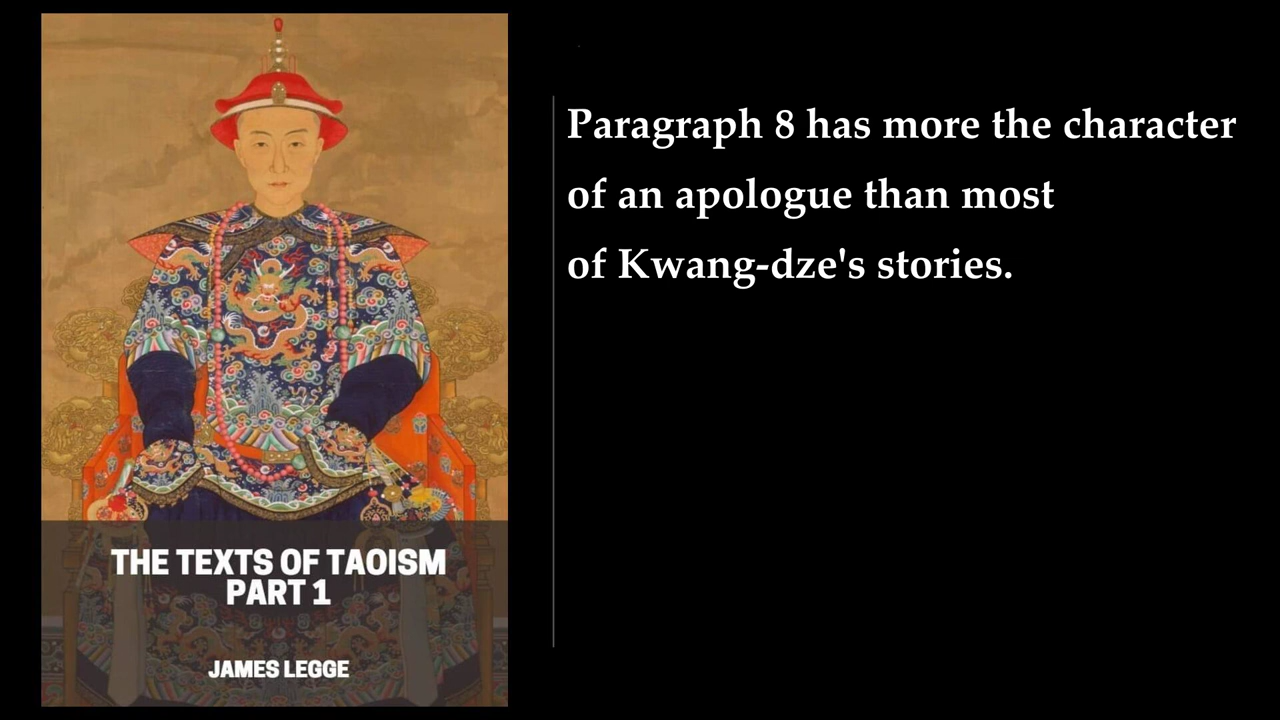 THE TEXTS OF TAOISM
PART 1
JAMES LEGGE
Paragraph 8 has more the character
of an apologue than most
of Kwang-dze's stories.